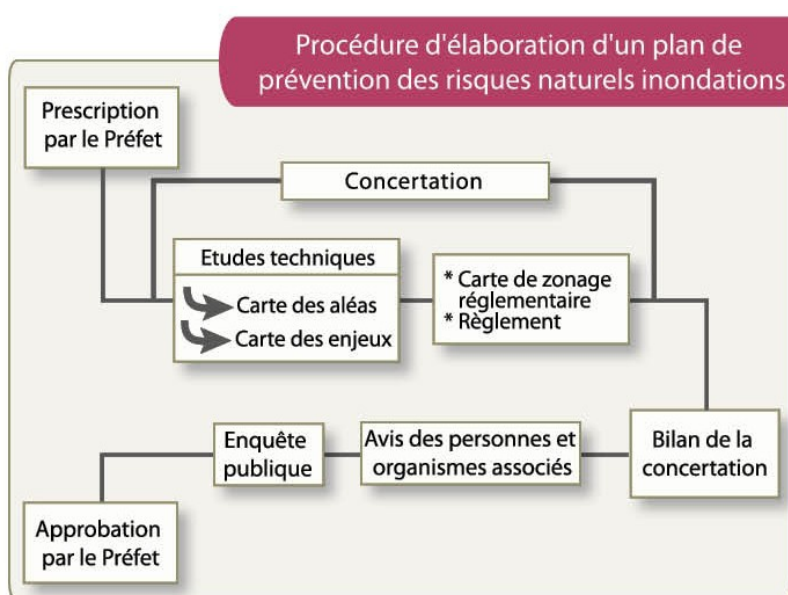 Procédure d'élaboration d'un plan de
prévention des risques naturels inondations
Prescription
par le Préfet
Concertation
Etudes techniques
Carte des aléas
Carte des enjeux
* Carte de zonage
réglementaire
* Règlement
Bilan de la
concertation
Avis des personnes et
organismes associés
Enquête
publique
Approbation
par le Préfet